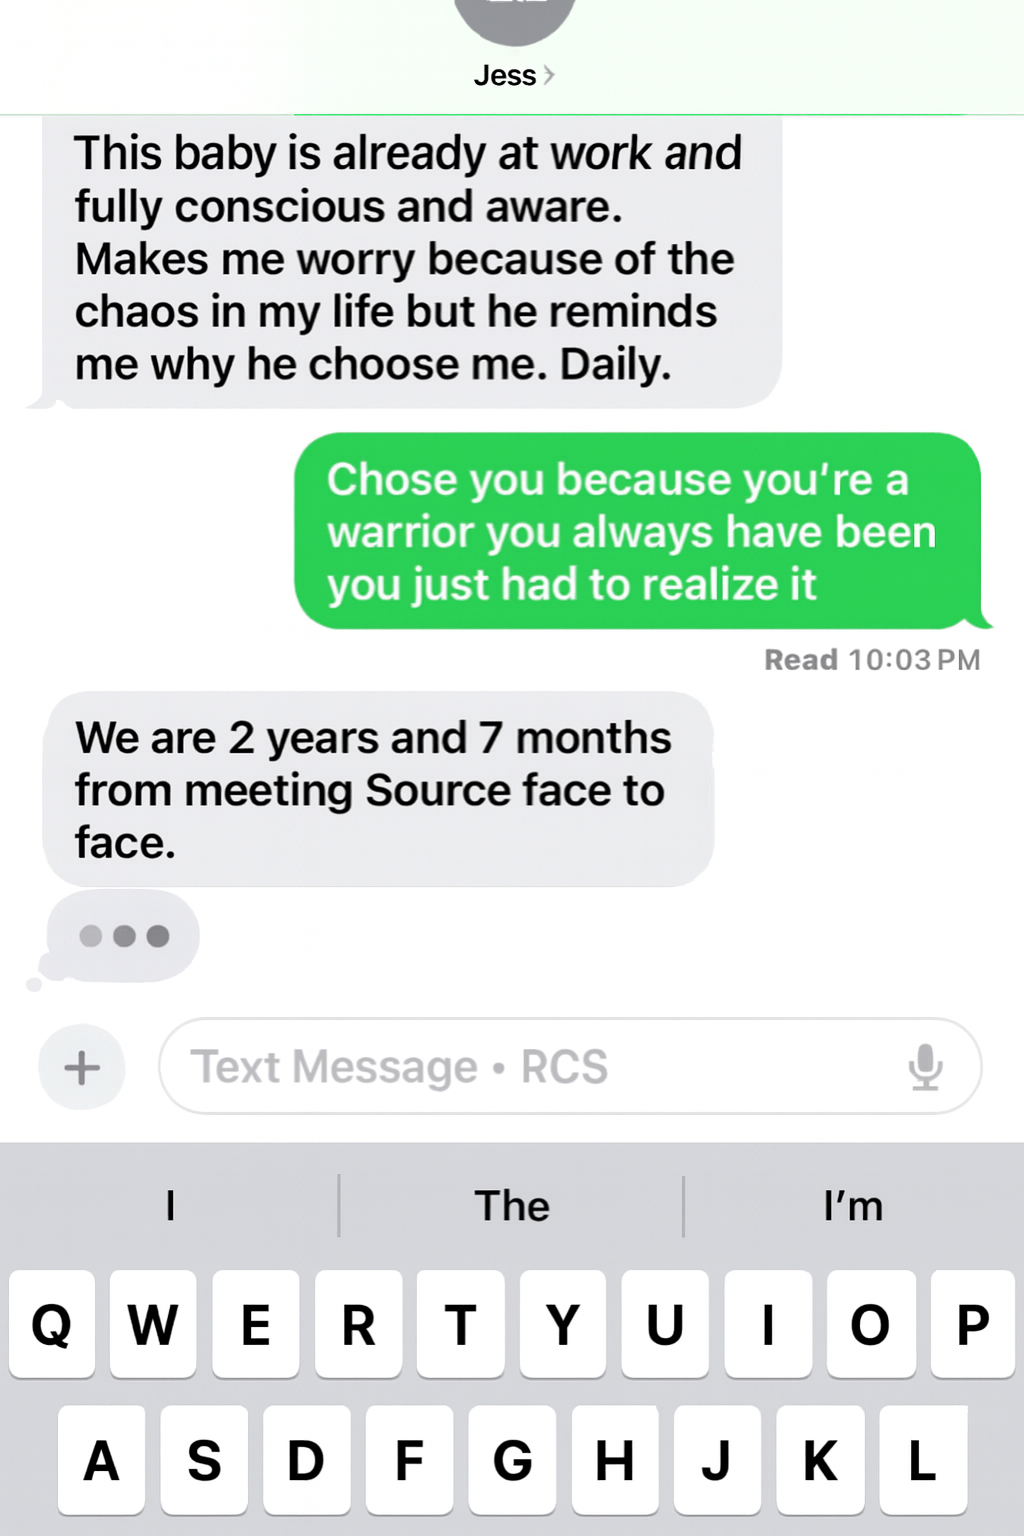 Jess
This baby is already at work and
fully conscious and aware.
Makes me worry because of the
chaos in my life but he reminds
me why he choose me. Daily.
Chose you because you're a
warrior you always have been
you just had to realize it
Read 10:03 PM
We are 2 years and 7 months
from meeting Source face to
face.
Text Message • RCS
I The I'm
Q W E R T Y U I O P
A S D F G H J K L